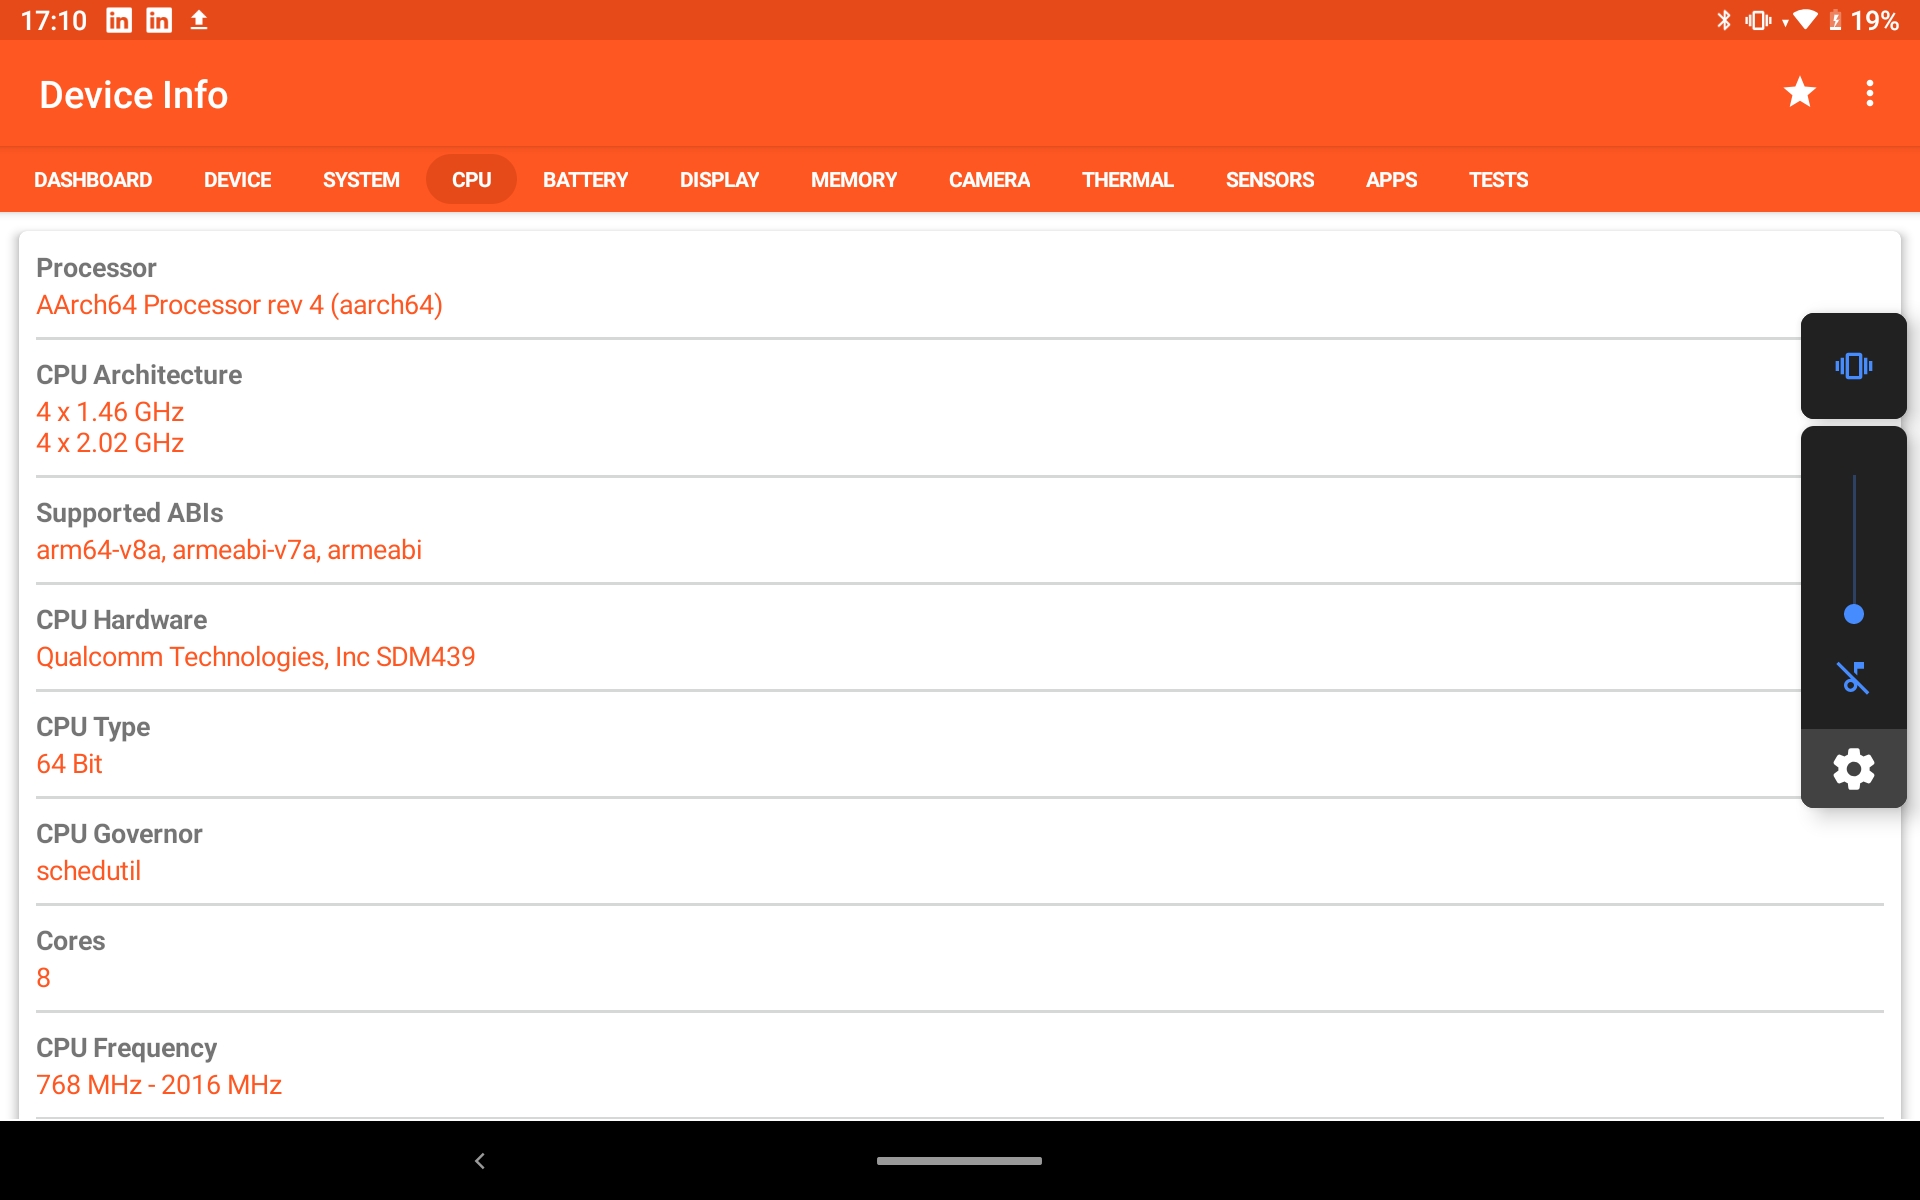 17:10 in in 19%
Device Info
DASHBOARD DEVICE SYSTEM CPU BATTERY DISPLAY MEMORY CAMERA THERMAL SENSORS APPS TESTS
Processor
AArch64 Processor rev 4 (aarch64)
CPU Architecture
4 x 1.46 GHz
4 x 2.02 GHz
Supported ABIs
arm64-v8a, armeabi-v7a, armeabi
CPU Hardware
Qualcomm Technologies, Inc SDM439
CPU Type
64 Bit
CPU Governor
schedutil
Cores
8
CPU Frequency
768 MHz - 2016 MHz